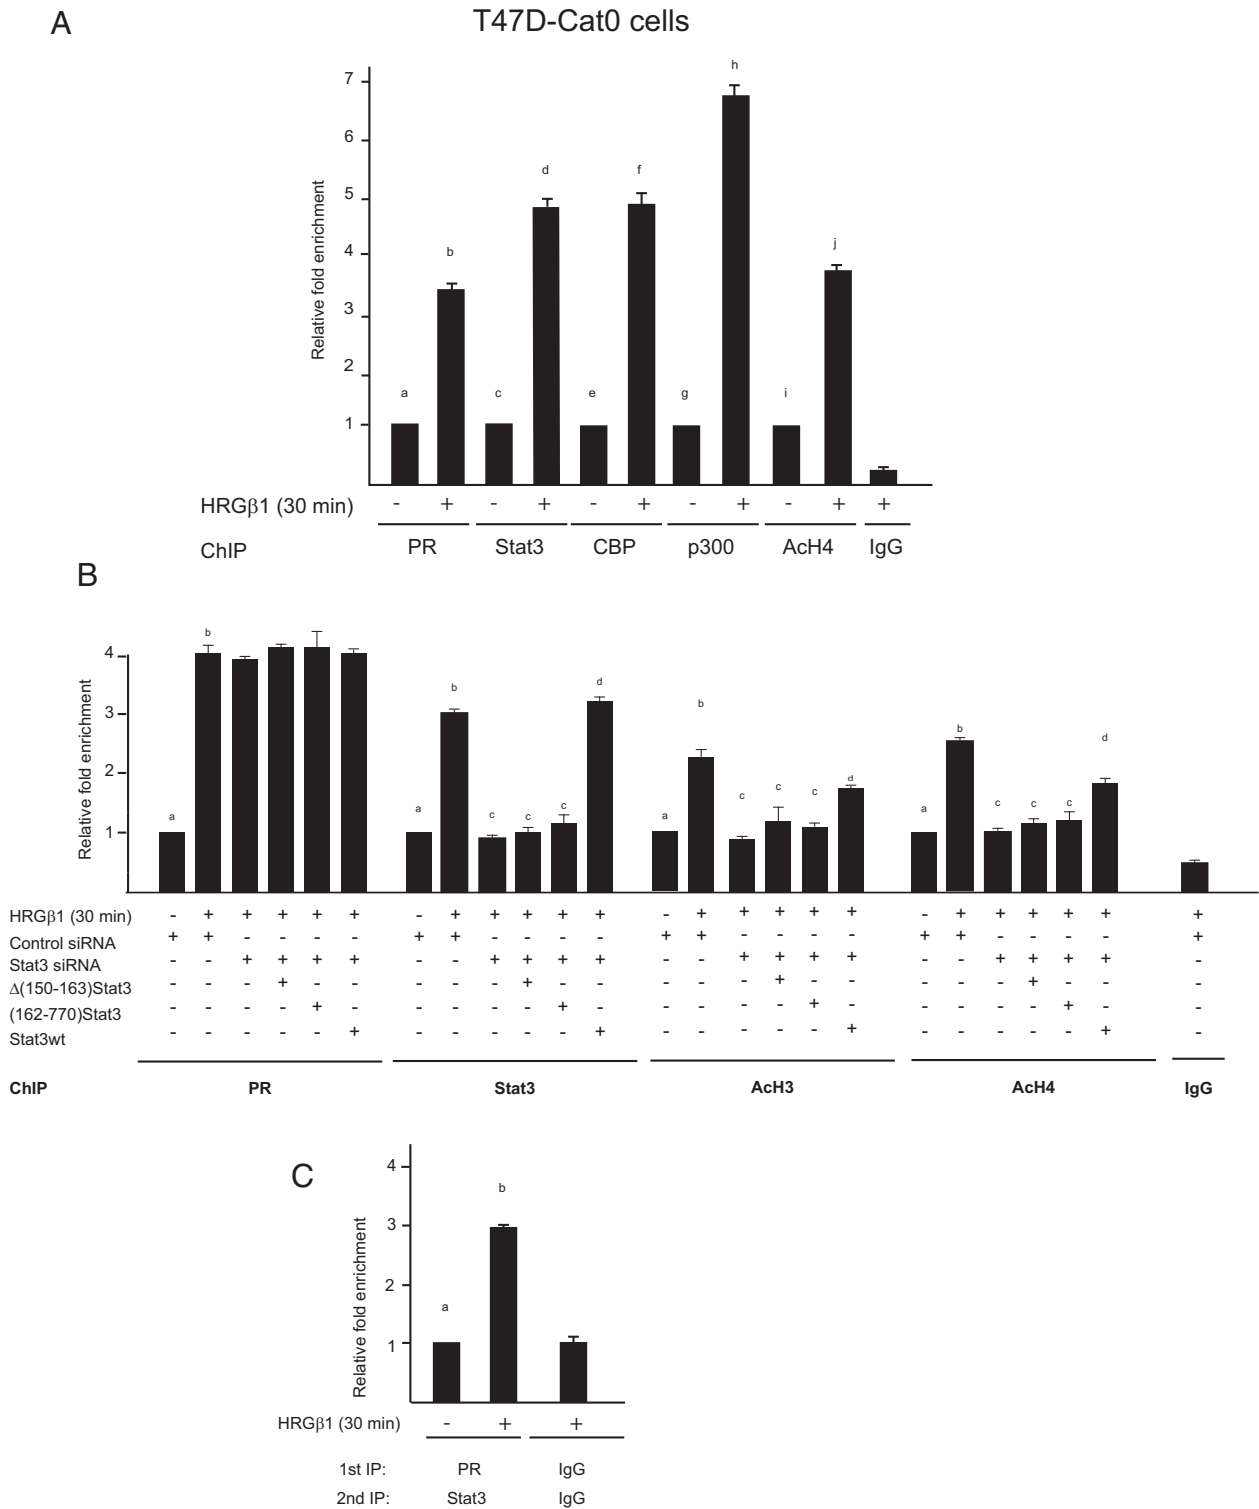 A
T47D-Cat0 cells
Relative fold enrichment
7
6
5
4
3
2
1
a b c d e f g h i j
HRGβ1 (30 min) - + - + - + - + - + +
ChIP PR Stat3 CBP p300 AcH4 IgG
B
Relative fold enrichment
4
3
2
1
a b a b c c c d a b c c c d a b c c c d
HRGβ1 (30 min) - + + + + + - + + + + + - + + + + + - + + + + + +
Control siRNA + + - - - - + + - - - - + + - - - - + + - - - - +
Stat3 siRNA - - + + + + - - + + + + - - + + + + - - + + + + -
Δ(150-163)Stat3 - - - + - - - - - + - - - - - + - - - - - + - - -
(162-770)Stat3 - - - - + - - - - - + - - - - - + - - - - - + - -
Stat3wt - - - - - + - - - - - + - - - - - + - - - - - + -
ChIP PR Stat3 AcH3 AcH4 IgG
C
Relative fold enrichment
4
3
2
1
a b
HRGβ1 (30 min) - + +
1st IP: PR IgG
2nd IP: Stat3 IgG